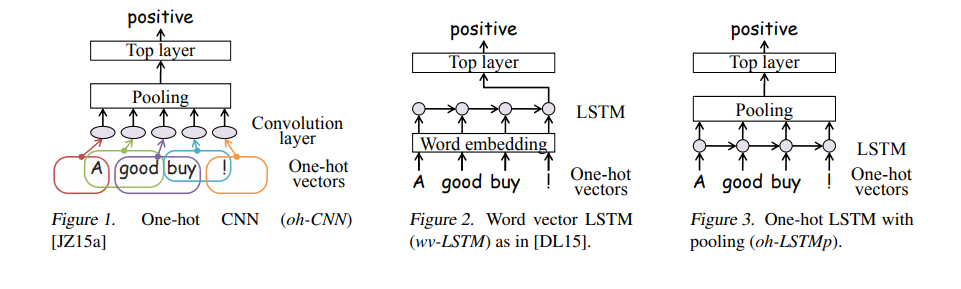 positive
Top layer
Pooling
Convolution
layer
A good buy !
One-hot
vectors
Figure 1. One-hot CNN (oh-CNN)
[JZ15a]
positive
Top layer
LSTM
Word embedding
A good buy !
One-hot
vectors
Figure 2. Word vector LSTM
(wv-LSTM) as in [DL15].
positive
Top layer
Pooling
LSTM
A good buy !
One-hot
vectors
Figure 3. One-hot LSTM with
pooling (oh-LSTMp).